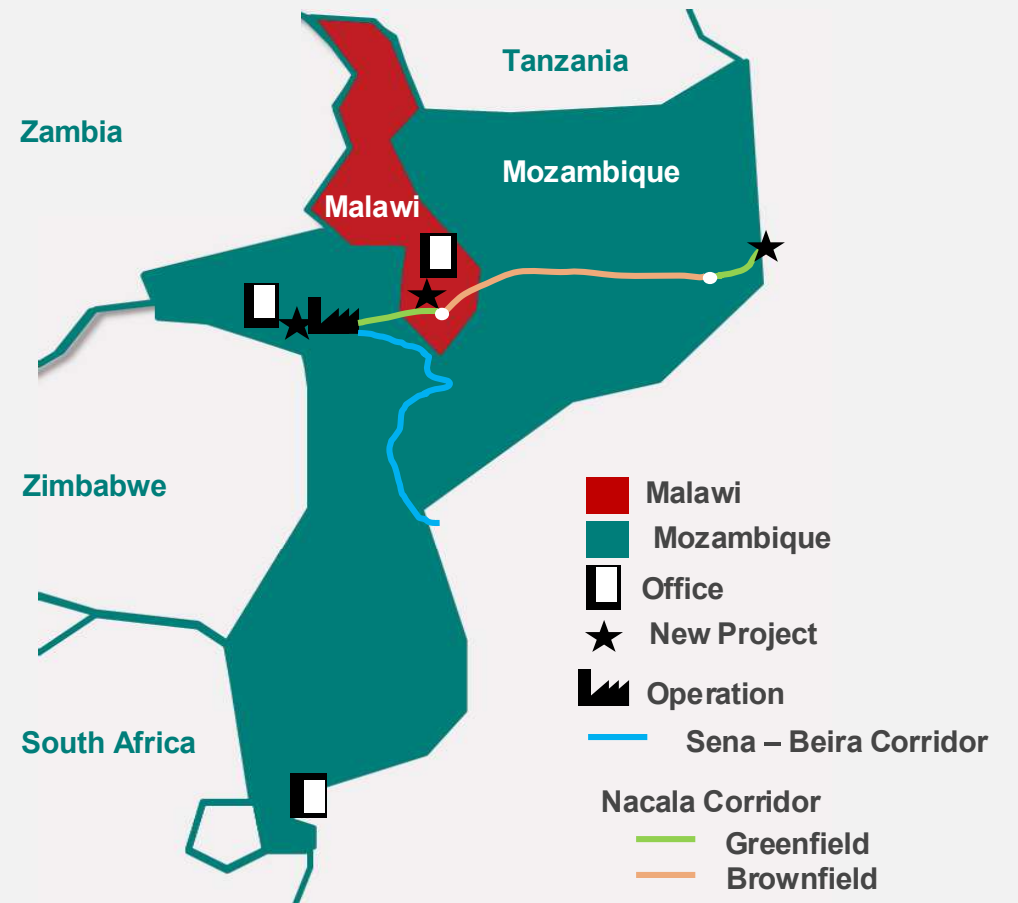 Tanzania
Zambia
Mozambique
Malawi
Zimbabwe
Malawi
Mozambique
Office
New Project
Operation
South Africa
Sena – Beira Corridor
Nacala Corridor
Greenfield
Brownfield